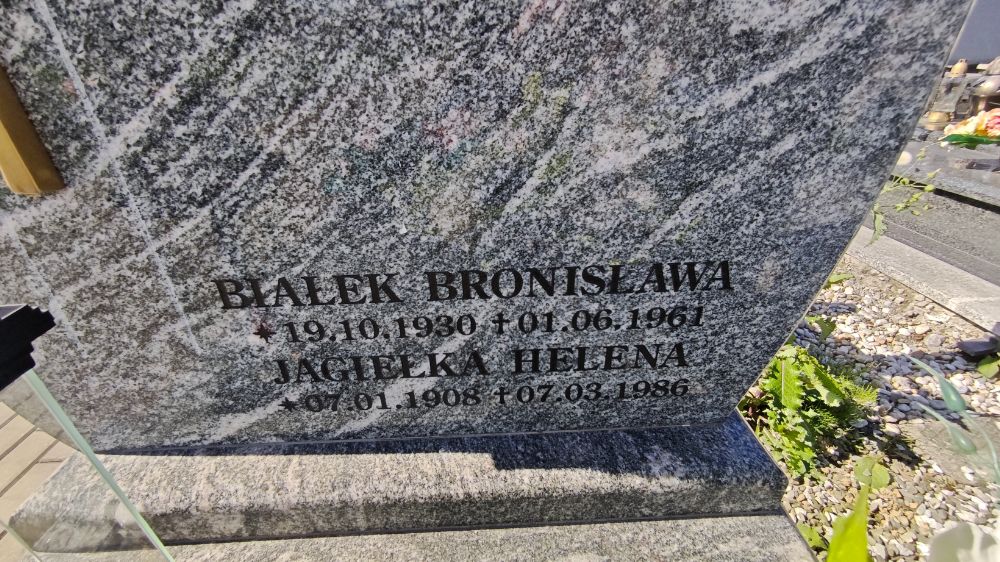 BIAŁEK BRONISŁAWA
* 19.10.1930 † 01.06.1961
JAGIEŁKA HELENA
* 07.01.1908 † 07.03.1986